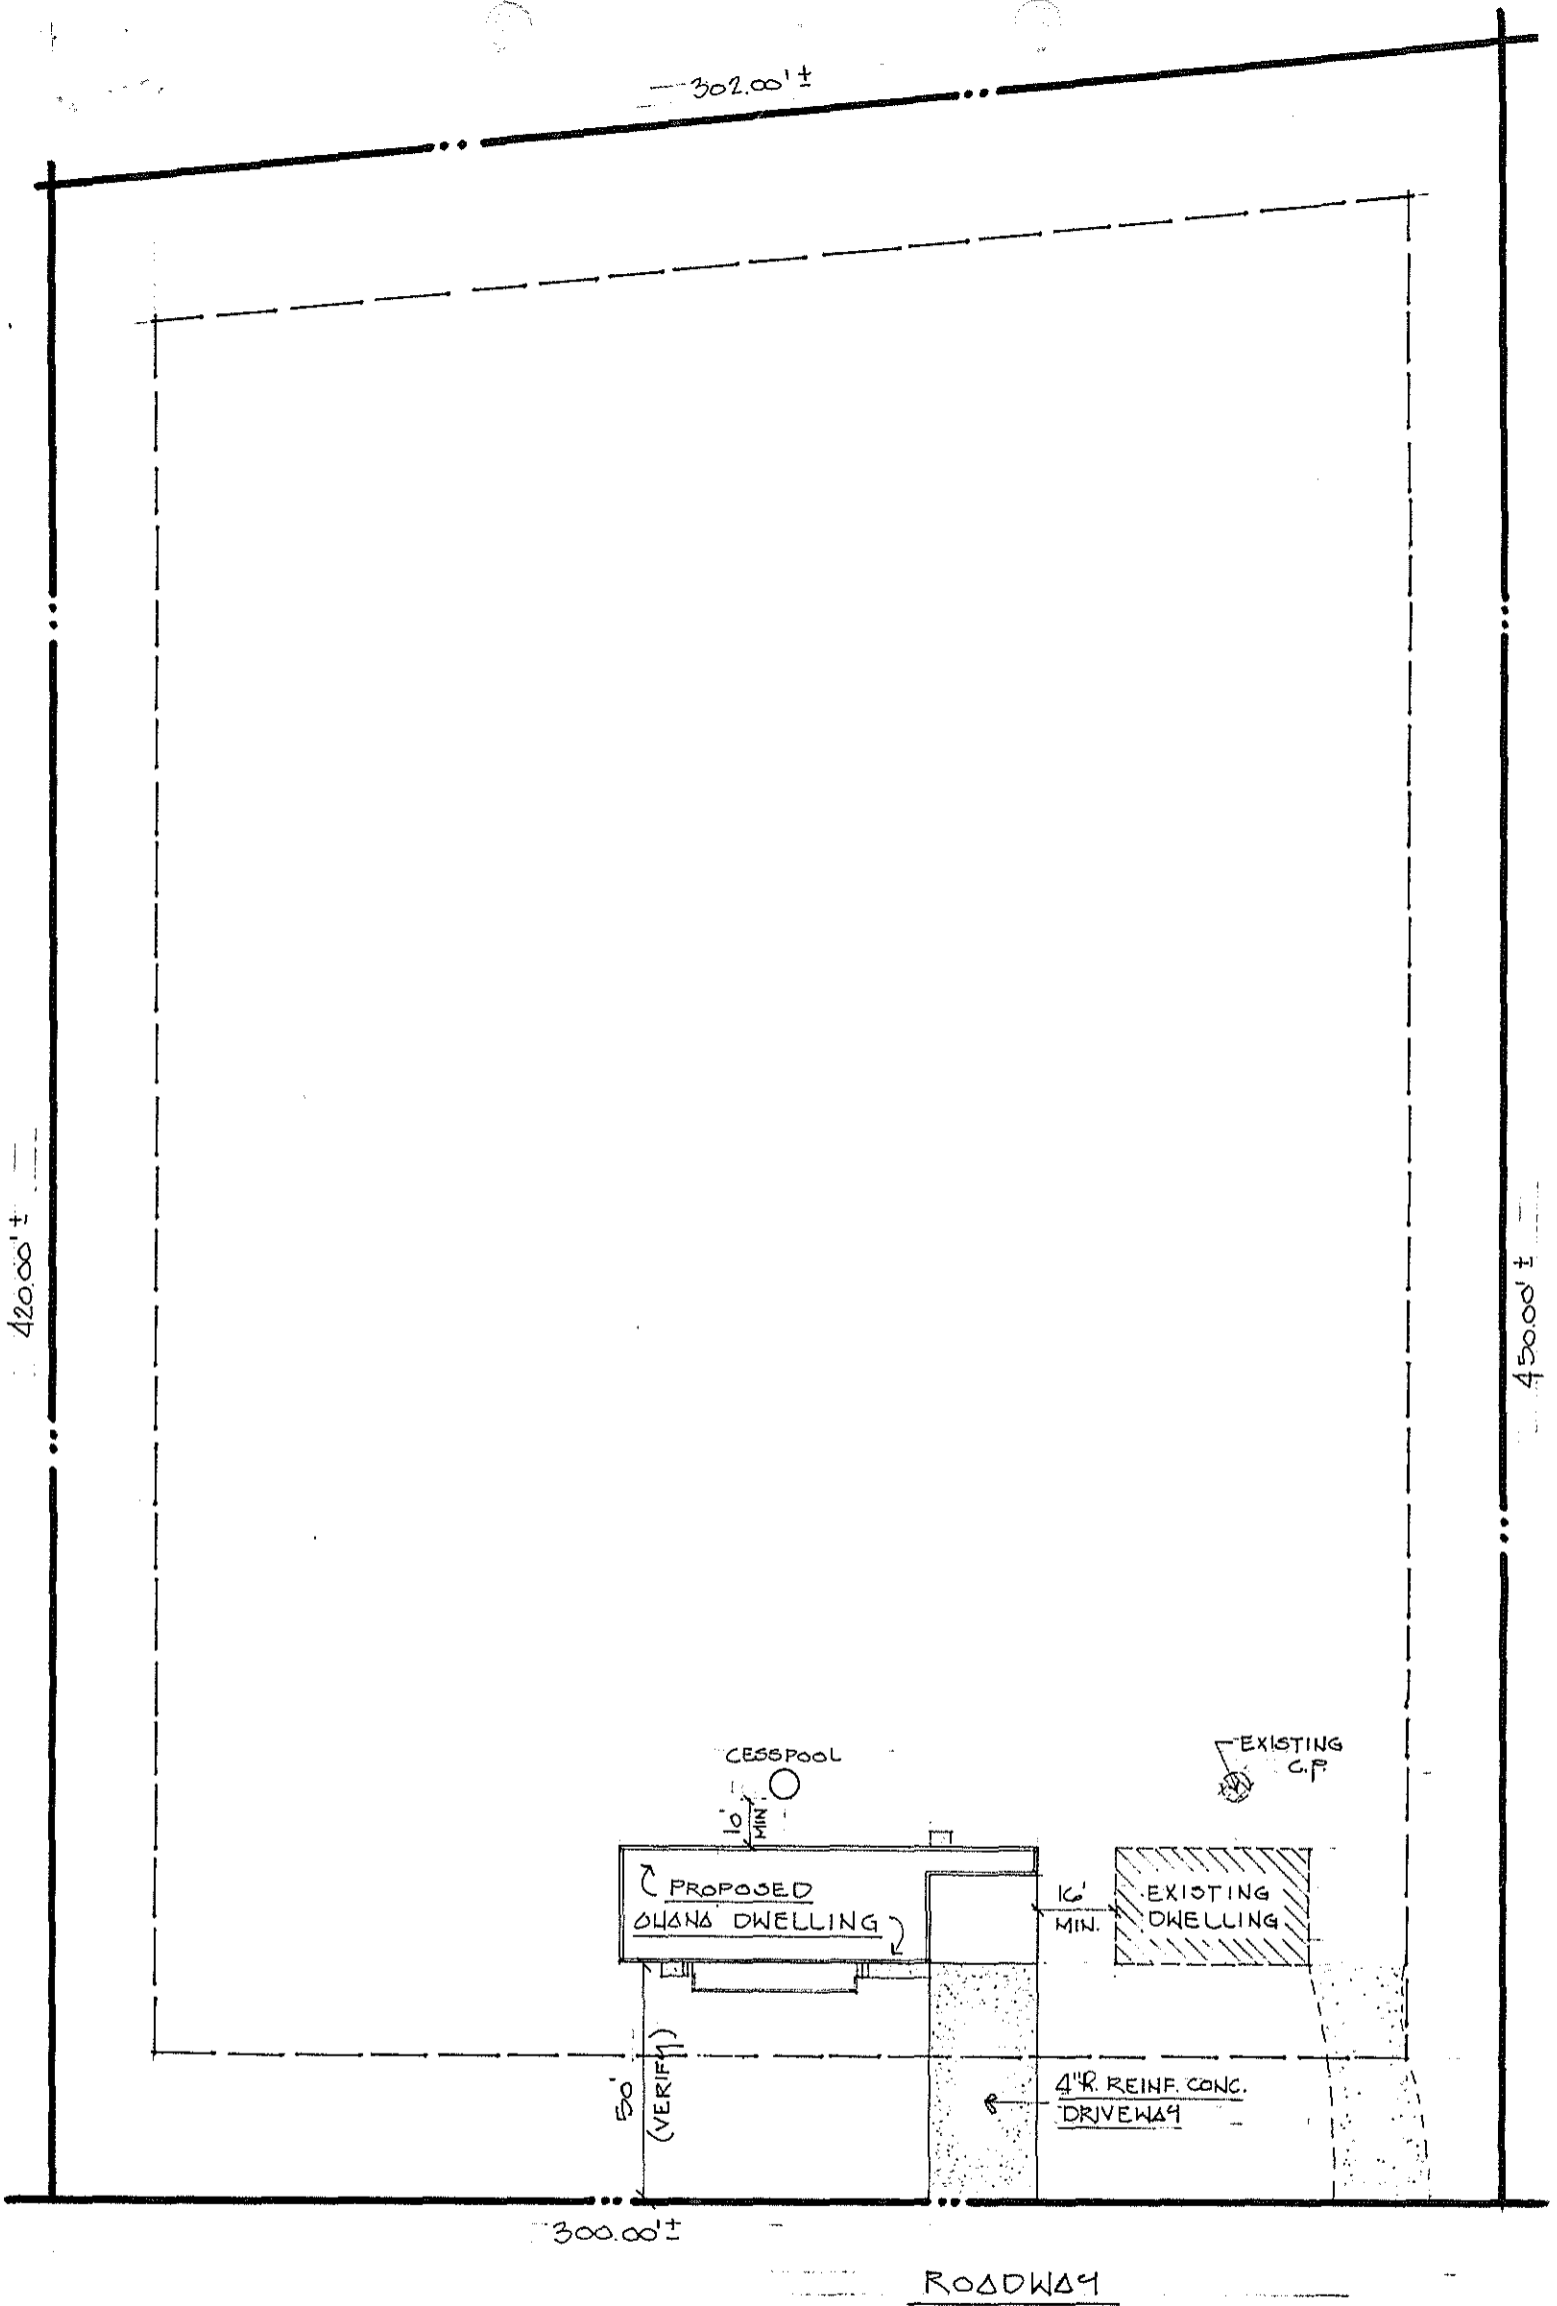 302.00'±
420.00'±
450.00'±
CESSPOOL
EXISTING
C.P.
10'
MIN.
PROPOSED
OHANA DWELLING
16'
MIN.
EXISTING
DWELLING
50'
(VERIFY)
4" R. REINF. CONC.
DRIVEWAY
300.00'±
ROADWAY